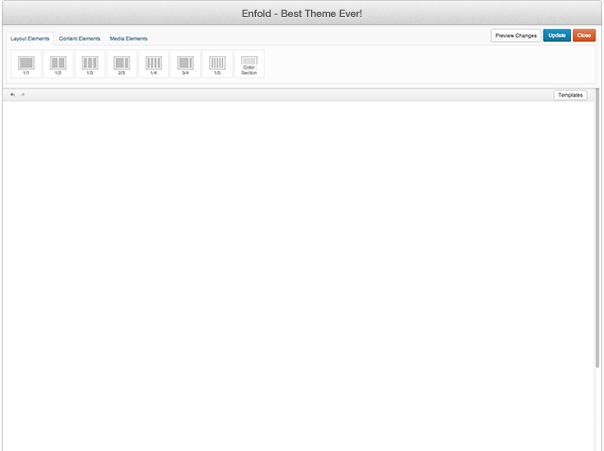 Enfold - Best Theme Ever!
Layout Elements Content Elements Media Elements Preview Changes Update Close
1/1 1/2 1/3 2/3 1/4 3/4 1/5 Color Section
Templates